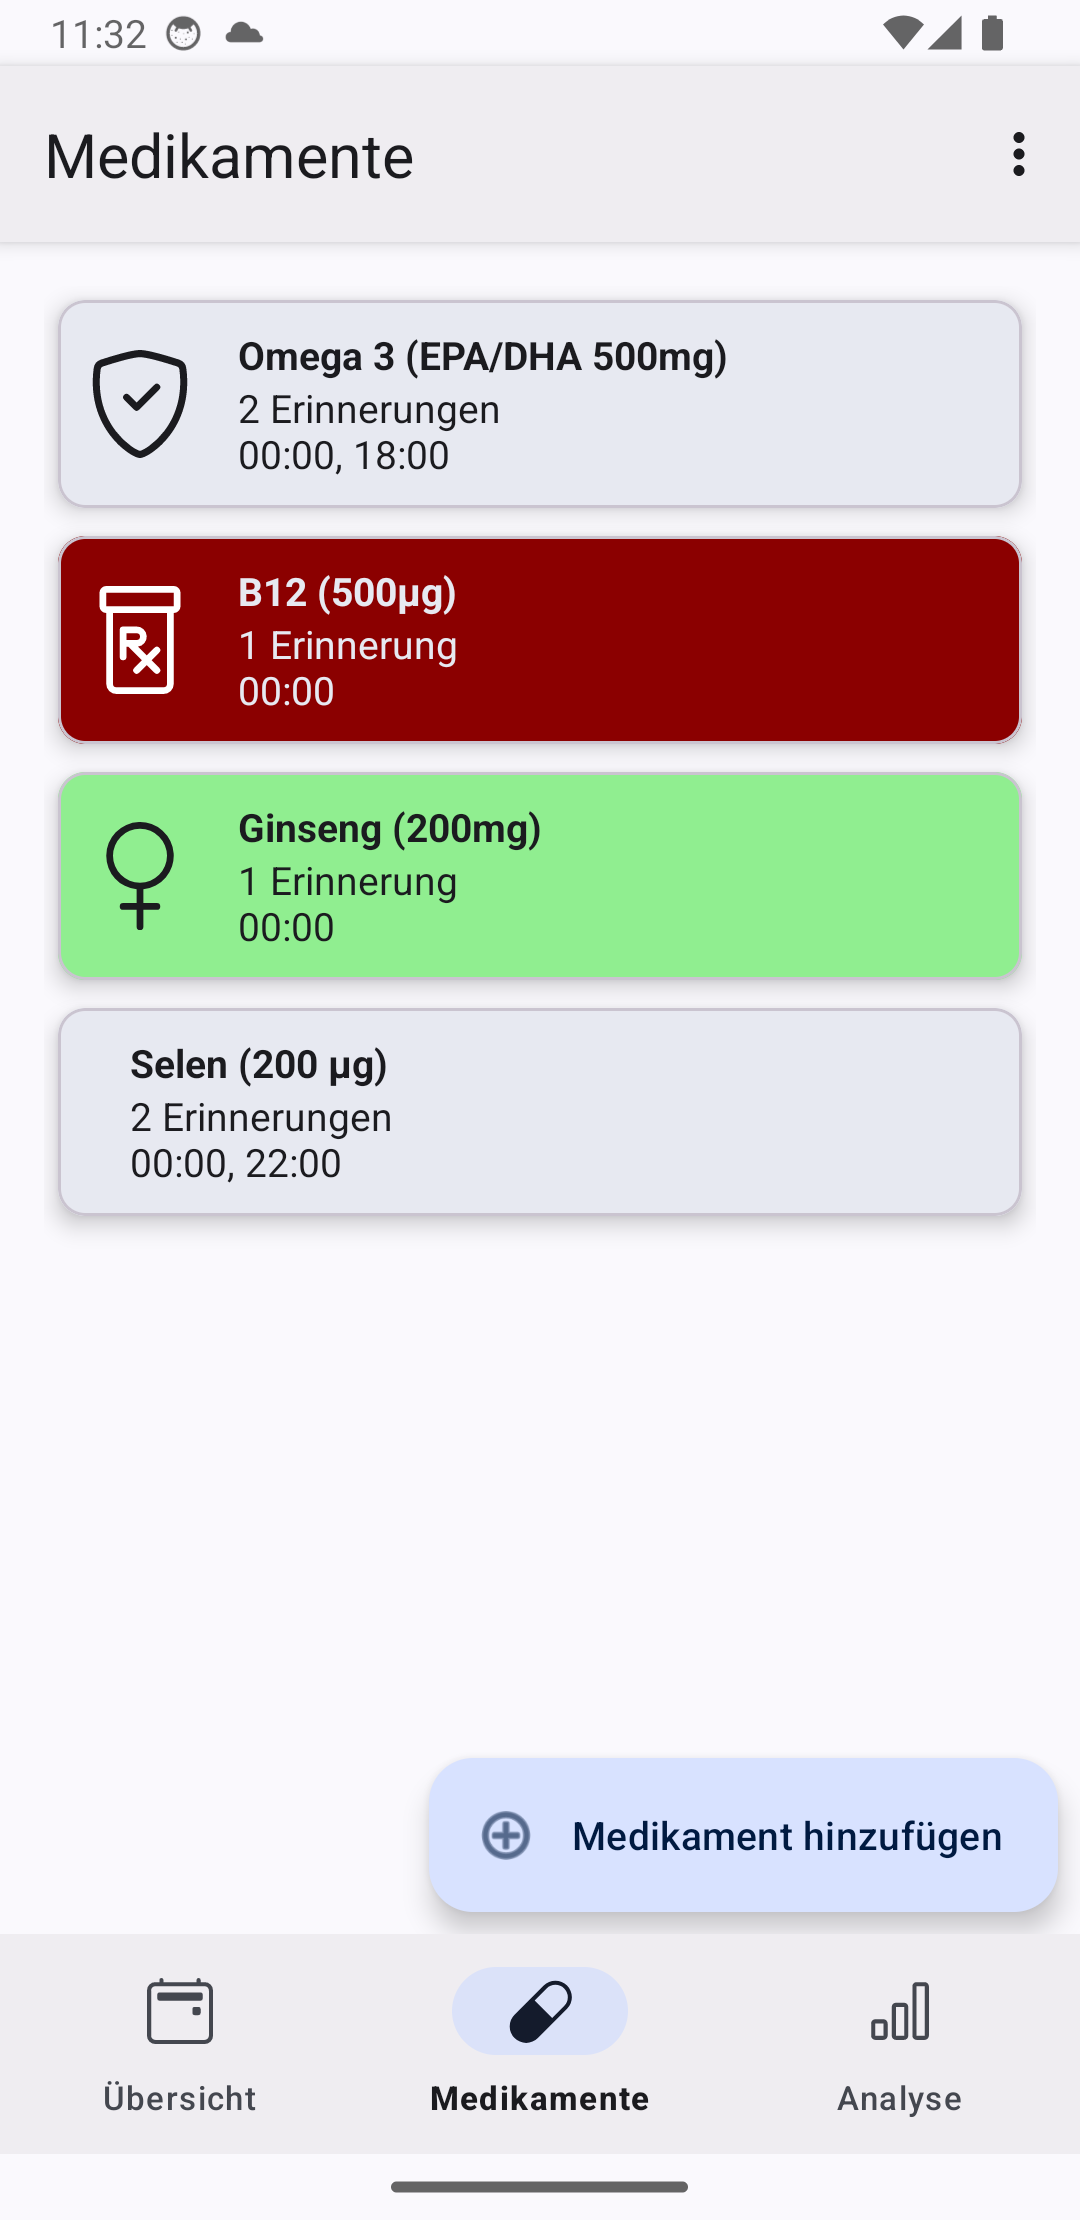 11:32
Medikamente
Omega 3 (EPA/DHA 500mg)
2 Erinnerungen
00:00, 18:00
Rx
B12 (500µg)
1 Erinnerung
00:00
Ginseng (200mg)
1 Erinnerung
00:00
Selen (200 µg)
2 Erinnerungen
00:00, 22:00
Medikament hinzufügen
Übersicht
Medikamente
Analyse